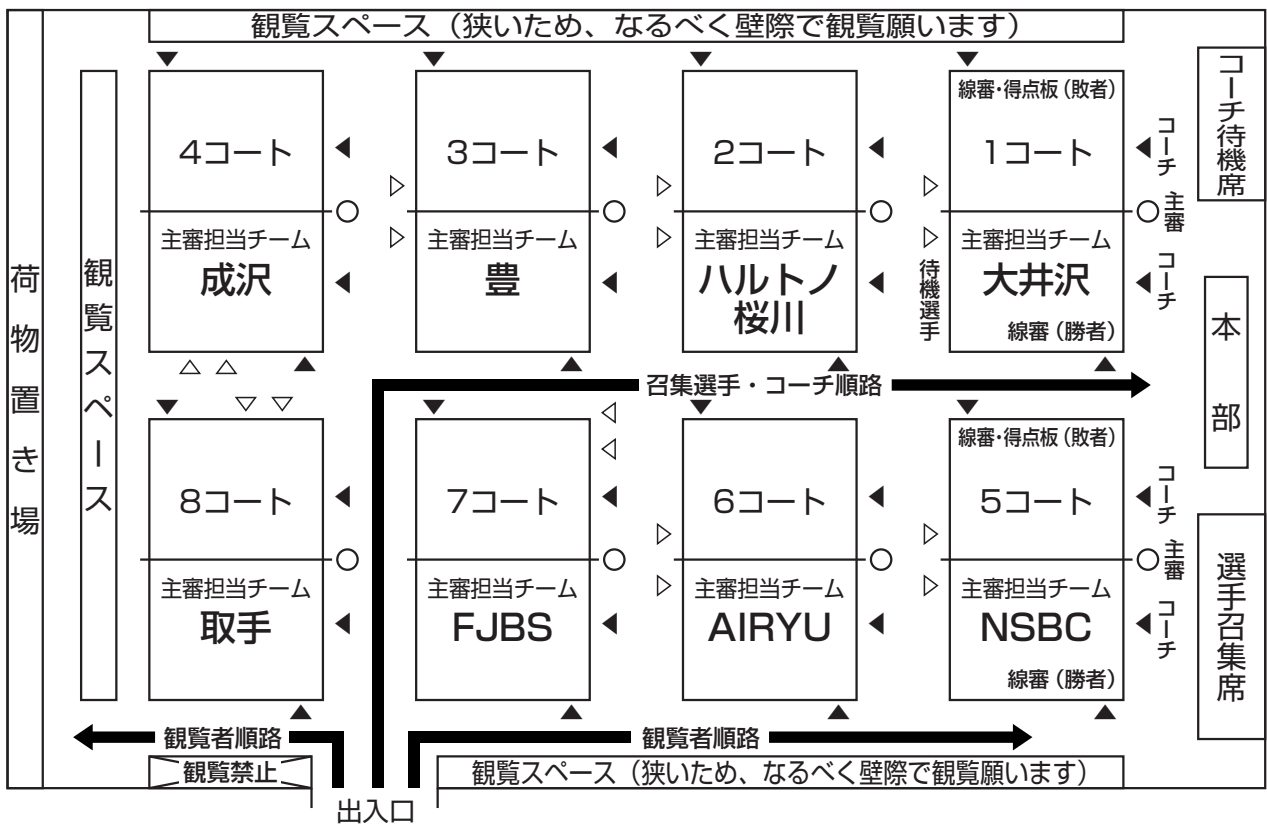 観覧スペース（狭いため、なるべく壁際で観覧願います）
荷物置き場
観覧スペース
4コート
主審担当チーム
成沢
3コート
主審担当チーム
豊
2コート
主審担当チーム
ハルトノ
桜川
待機選手
線審・得点板（敗者）
1コート
主審担当チーム
大井沢
線審（勝者）
コーチ
主審
コーチ
コーチ待機席
本部
召集選手・コーチ順路
8コート
主審担当チーム
取手
7コート
主審担当チーム
FJBS
6コート
主審担当チーム
AIRYU
線審・得点板（敗者）
5コート
主審担当チーム
NSBC
線審（勝者）
コーチ
主審
コーチ
選手召集席
観覧者順路
観覧者順路
観覧禁止
観覧スペース（狭いため、なるべく壁際で観覧願います）
出入口